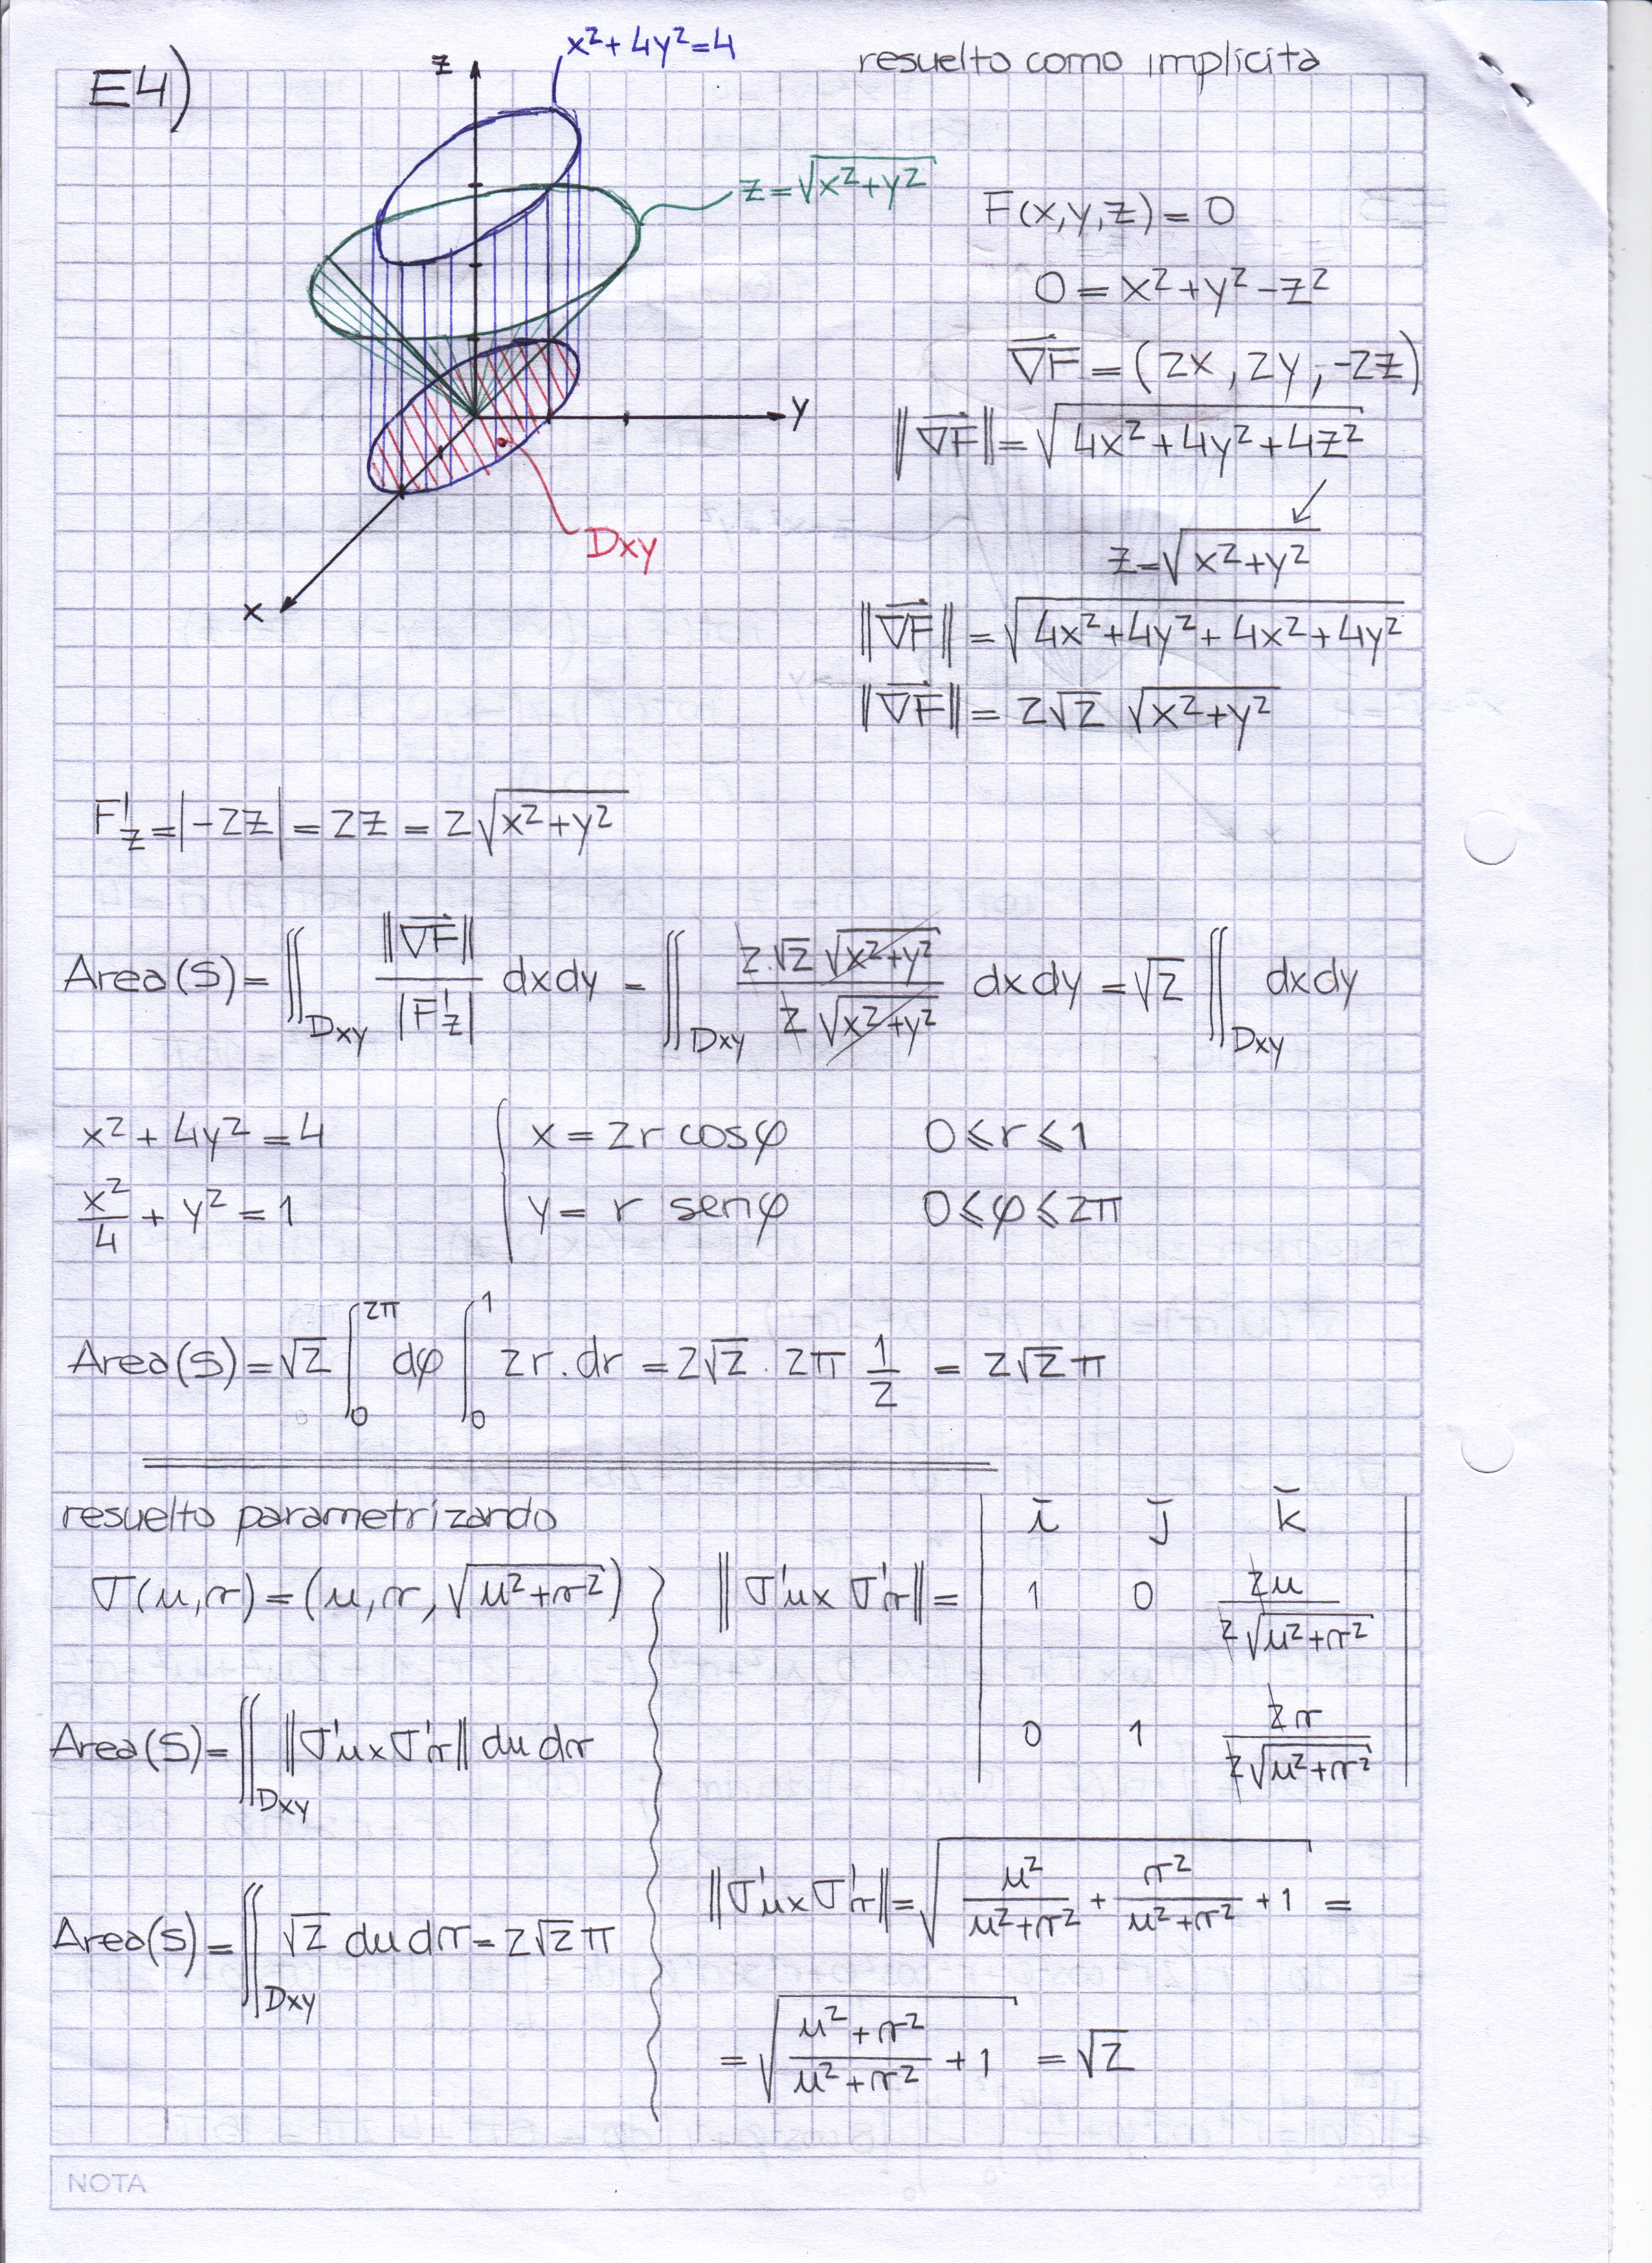 E4)
resuelto como implícita
x²+4y²=4
z
z=√(x²+y²)
y
x
Dxy
F(x,y,z)=0
0=x²+y²-z²
∇F=(2x,2y,-2z)
‖∇F‖=√(4x²+4y²+4z²)
z=√(x²+y²)
‖∇F‖=√(4x²+4y²+4x²+4y²)
‖∇F‖=2√2 √(x²+y²)
F'z=|-2z|=2z=2√(x²+y²)
Area(S)=∬Dxy ‖∇F‖/|F'z| dxdy = ∬Dxy 2.√2 √(x²+y²)/2 √(x²+y²) dxdy =√2 ∬Dxy dxdy
x²+4y²=4 { x=2r cosφ 0≤r≤1
x²/4+y²=1 y= r senφ 0≤φ≤2π
Area(S)=√2 ∫₀^2π dφ ∫₀^1 2r.dr =2√2 . 2π 1/2 = 2√2 π
resuelto parametrizando
σ(u,v)=(u,v,√(u²+v²))
Area(S)=∬Dxy ‖σ'u×σ'v‖ du dv
Area(S)=∬Dxy √2 du dv=2√2 π
‖σ'u×σ'v‖= | i j k
1 0 2u/2√(u²+v²)
0 1 2v/2√(u²+v²) |
‖σ'u×σ'v‖=√(u²/(u²+v²) + v²/(u²+v²) +1) =
=√((u²+v²)/(u²+v²) +1) =√2
NOTA